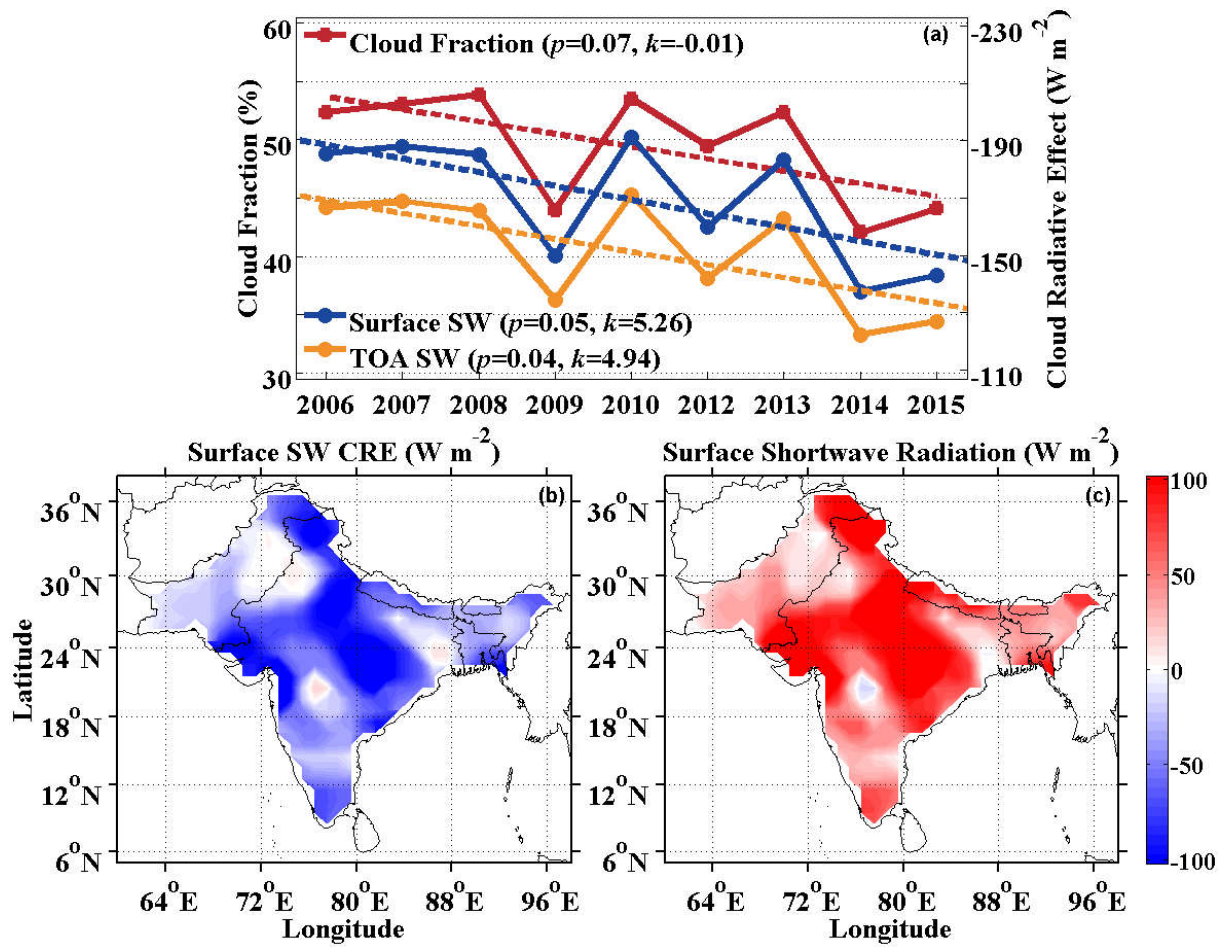 60
50
40
30
Cloud Fraction (%)
Cloud Fraction (p=0.07, k=-0.01)
(a)
Surface SW (p=0.05, k=5.26)
TOA SW (p=0.04, k=4.94)
-230
-190
-150
-110
Cloud Radiative Effect (W m⁻²)
2006 2007 2008 2009 2010 2012 2013 2014 2015
Surface SW CRE (W m⁻²)
(b)
36°N
30°N
24°N
18°N
12°N
6°N
Latitude
64°E 72°E 80°E 88°E 96°E
Longitude
Surface Shortwave Radiation (W m⁻²)
(c)
36°N
30°N
24°N
18°N
12°N
6°N
64°E 72°E 80°E 88°E 96°E
Longitude
100
50
0
-50
-100